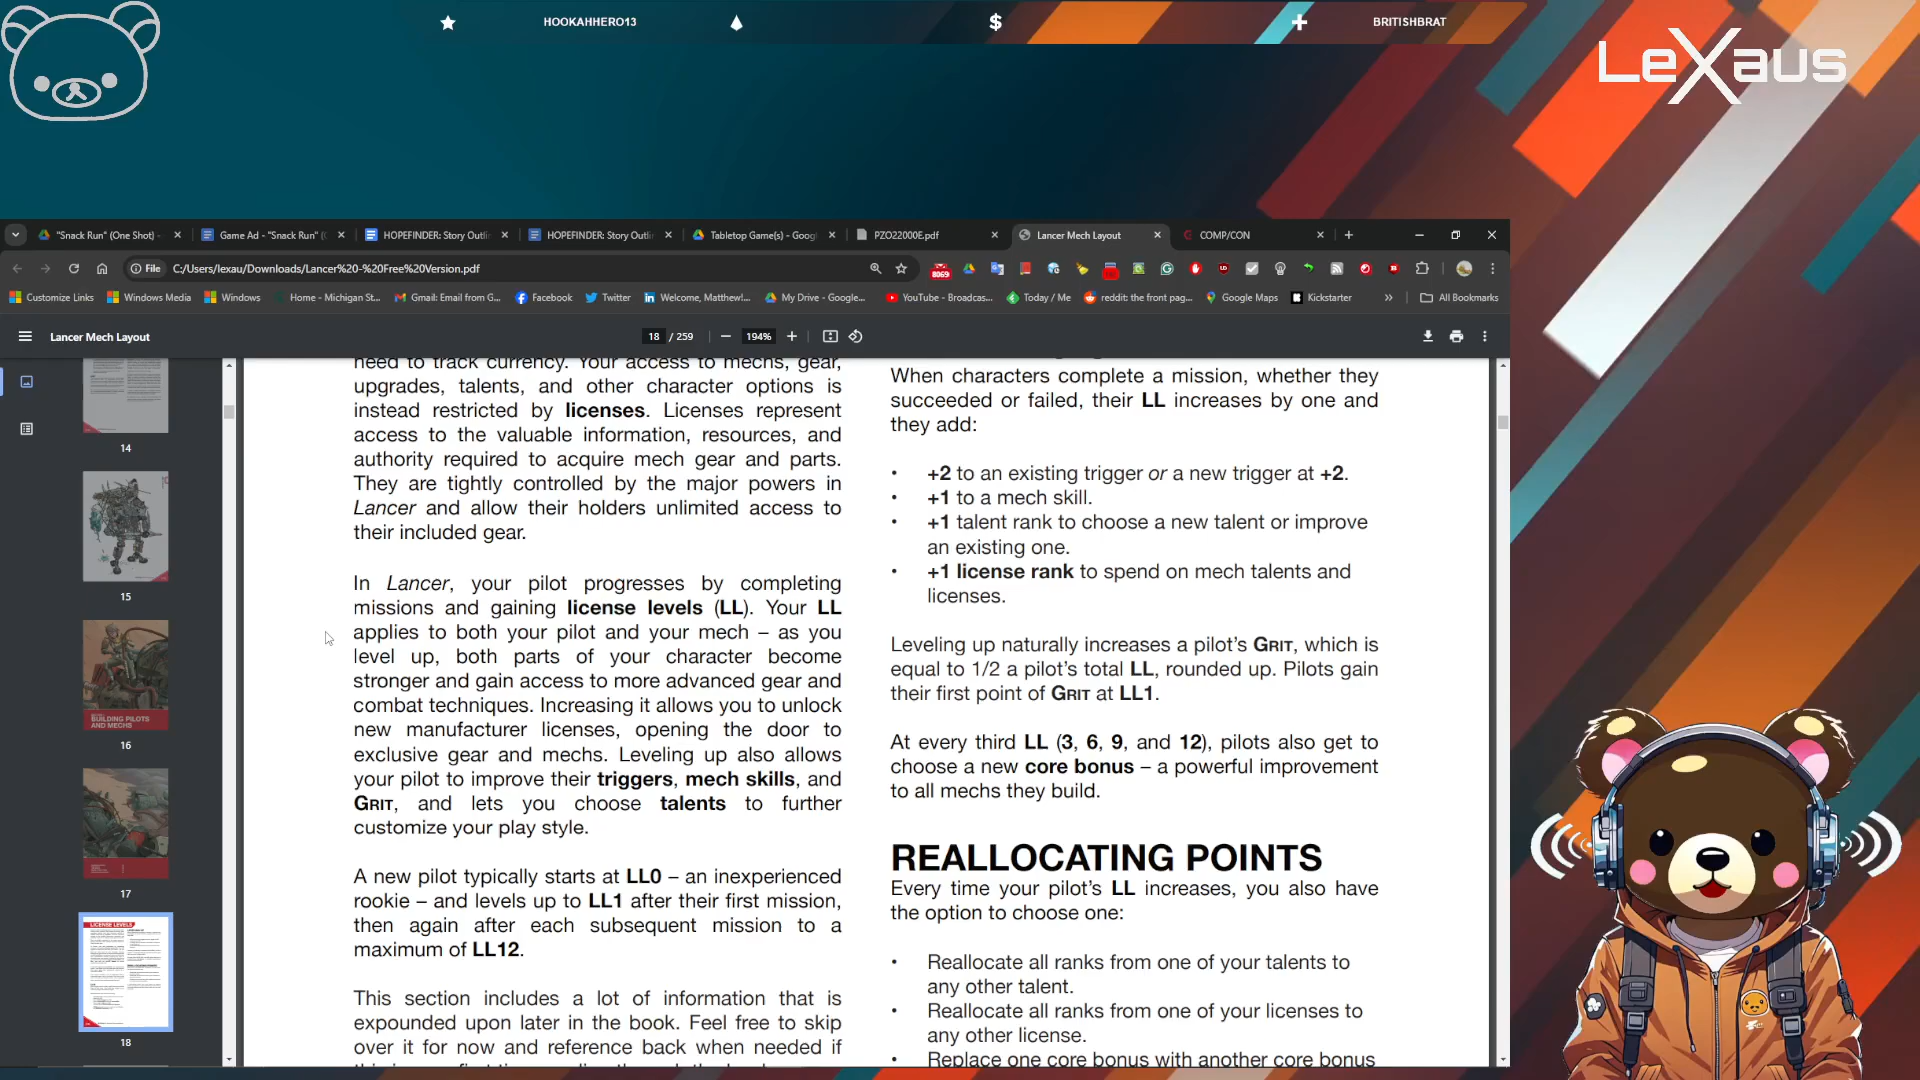 HOOKAHHERO13
$
BRITISHBRAT
LeXaus
"Snack Run" (One Shot) -
Game Ad - "Snack Run" (
HOPEFINDER: Story Outli
HOPEFINDER: Story Outli
Tabletop Game(s) - Goog
PZO22000E.pdf
Lancer Mech Layout
COMP/CON
File
C:/Users/lexau/Downloads/Lancer%20-%20Free%20Version.pdf
8069
Customize Links
Windows Media
Windows
Home - Michigan St...
Gmail: Email from G...
Facebook
Twitter
Welcome, Matthew!...
My Drive - Google...
YouTube - Broadcas...
Today / Me
reddit: the front pag...
Google Maps
Kickstarter
»
All Bookmarks
Lancer Mech Layout
18 / 259
194%
14
15
BUILDING PILOTS
AND MECHS
16
17
LICENSE LEVELS
18
need to track currency. Your access to mechs, gear,
upgrades, talents, and other character options is
instead restricted by licenses. Licenses represent
access to the valuable information, resources, and
authority required to acquire mech gear and parts.
They are tightly controlled by the major powers in
Lancer and allow their holders unlimited access to
their included gear.
In Lancer, your pilot progresses by completing
missions and gaining license levels (LL). Your LL
applies to both your pilot and your mech – as you
level up, both parts of your character become
stronger and gain access to more advanced gear and
combat techniques. Increasing it allows you to unlock
new manufacturer licenses, opening the door to
exclusive gear and mechs. Leveling up also allows
your pilot to improve their triggers, mech skills, and
GRIT, and lets you choose talents to further
customize your play style.
A new pilot typically starts at LL0 – an inexperienced
rookie – and levels up to LL1 after their first mission,
then again after each subsequent mission to a
maximum of LL12.
This section includes a lot of information that is
expounded upon later in the book. Feel free to skip
over it for now and reference back when needed if
When characters complete a mission, whether they
succeeded or failed, their LL increases by one and
they add:
• +2 to an existing trigger or a new trigger at +2.
• +1 to a mech skill.
• +1 talent rank to choose a new talent or improve
an existing one.
• +1 license rank to spend on mech talents and
licenses.
Leveling up naturally increases a pilot's GRIT, which is
equal to 1/2 a pilot's total LL, rounded up. Pilots gain
their first point of GRIT at LL1.
At every third LL (3, 6, 9, and 12), pilots also get to
choose a new core bonus – a powerful improvement
to all mechs they build.
REALLOCATING POINTS
Every time your pilot's LL increases, you also have
the option to choose one:
• Reallocate all ranks from one of your talents to
any other talent.
• Reallocate all ranks from one of your licenses to
any other license.
• Replace one core bonus with another core bonus